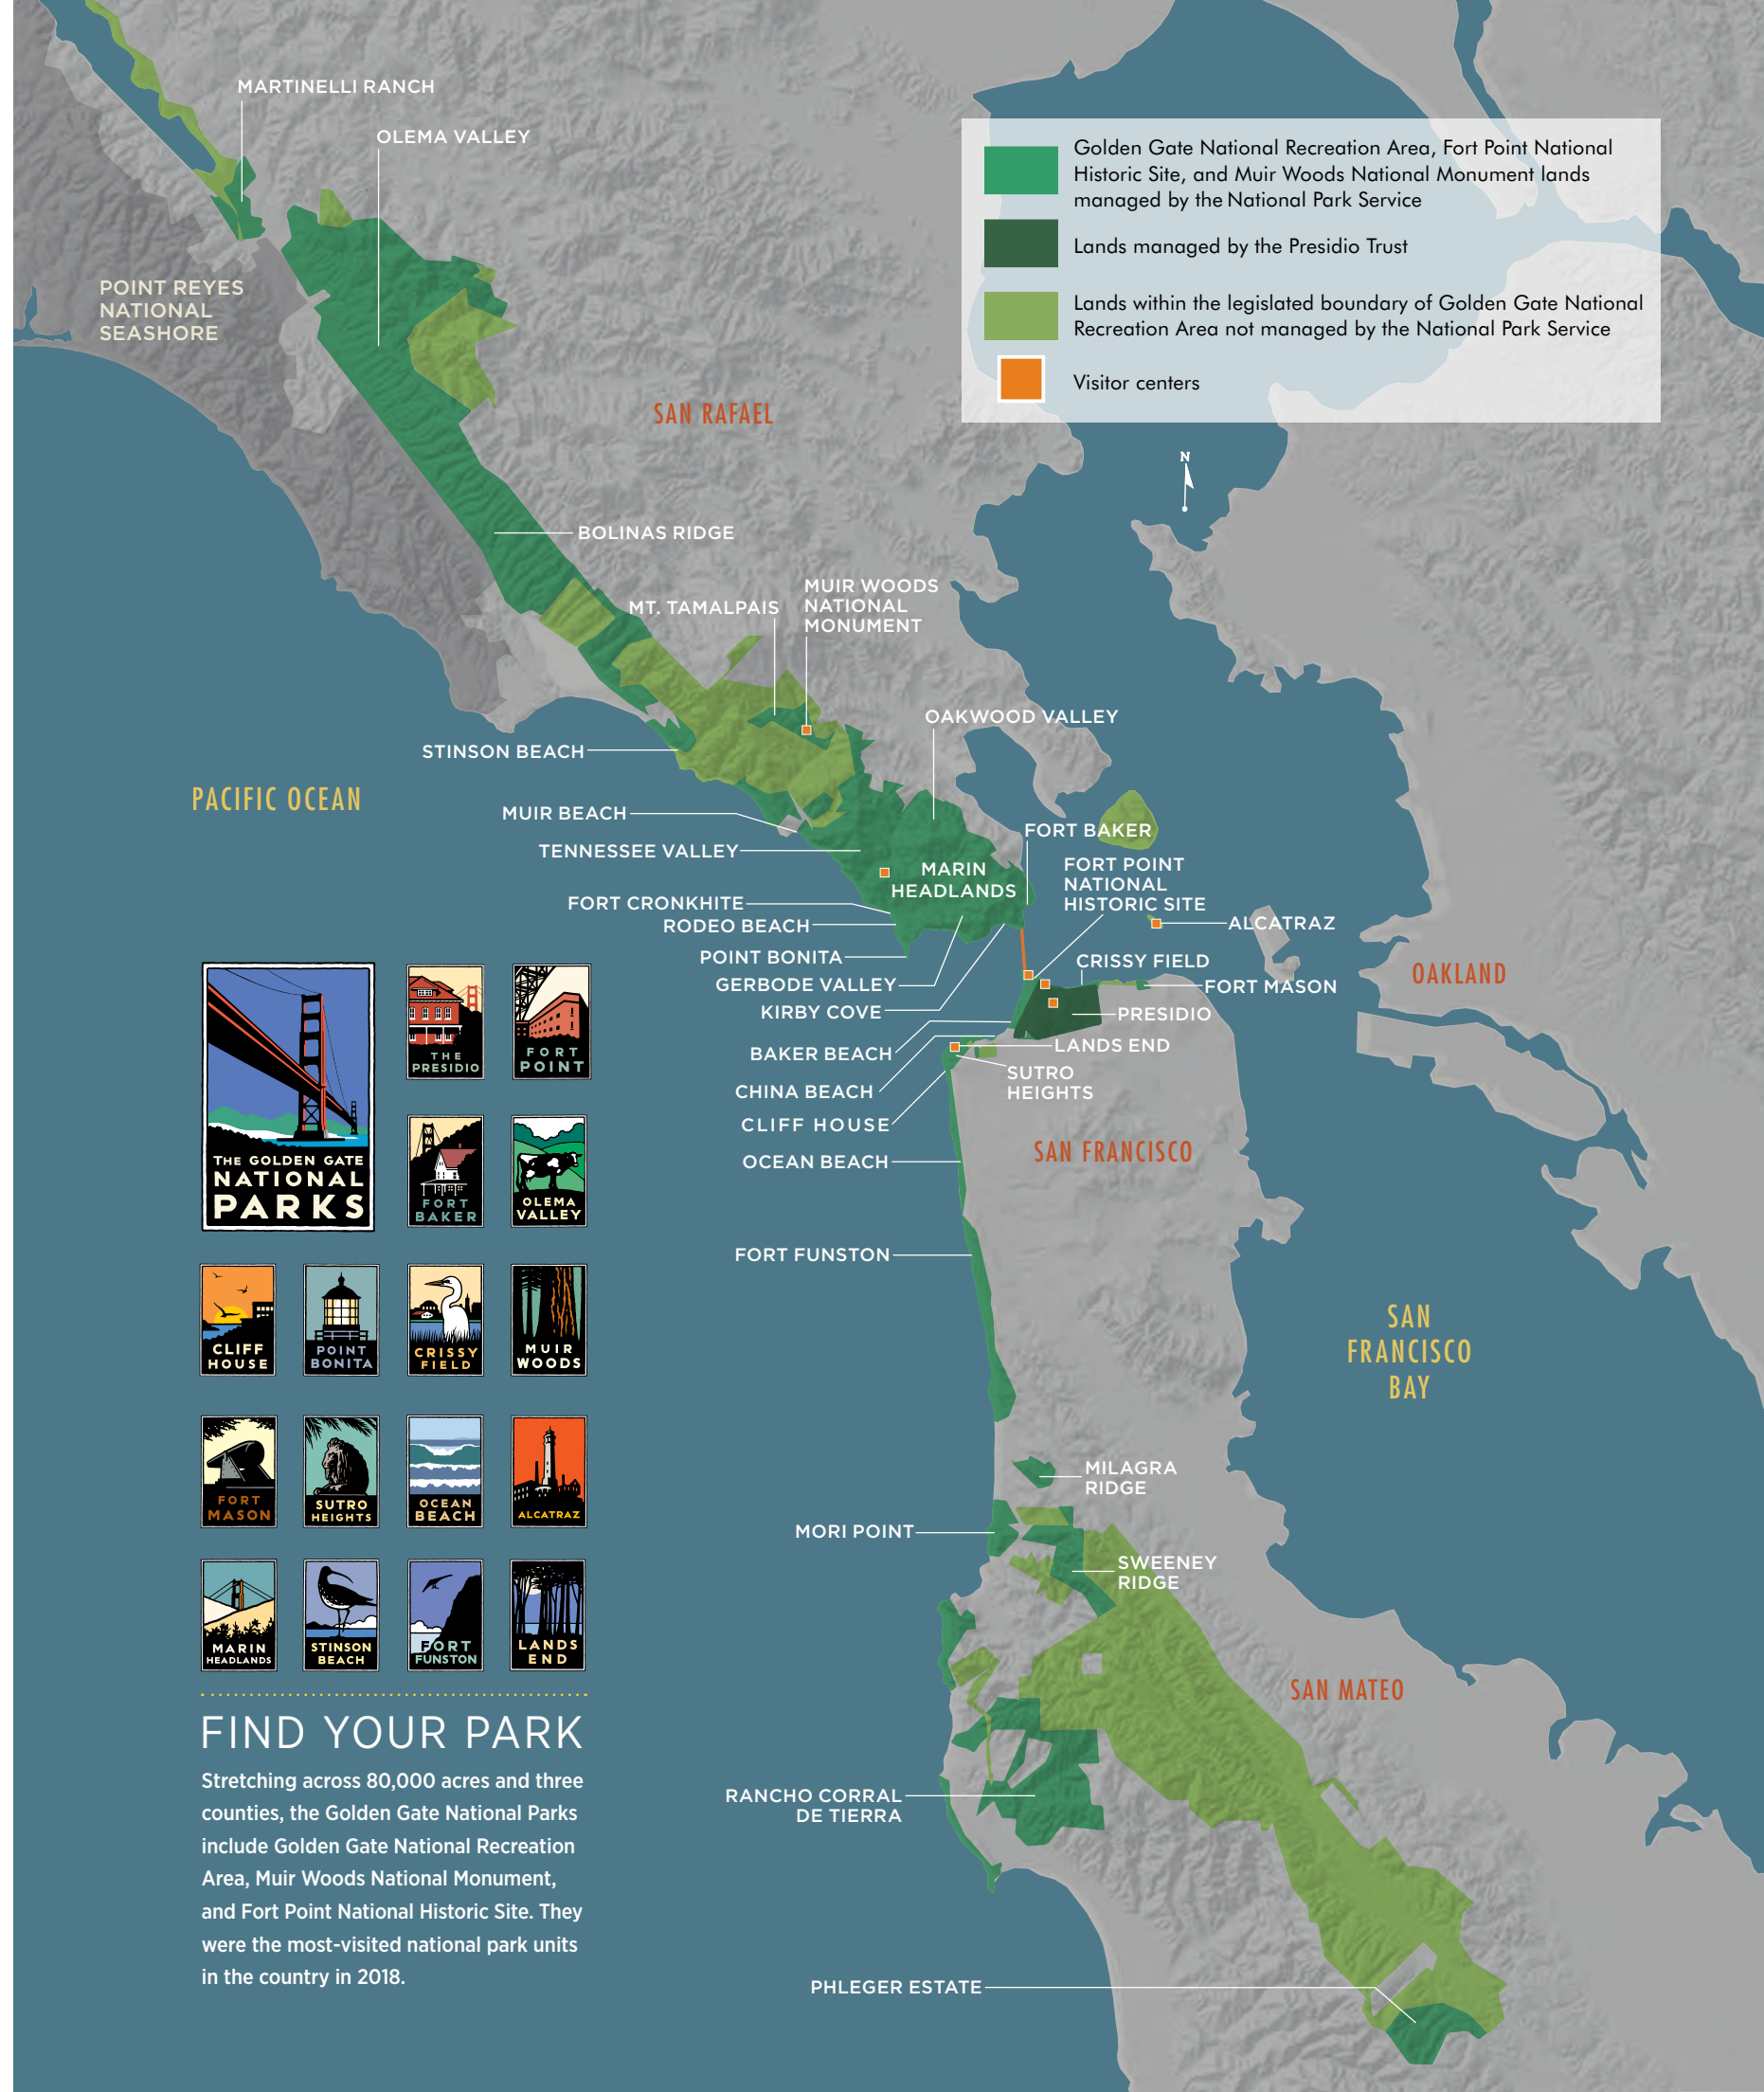 MARTINELLI RANCH
OLEMA VALLEY
POINT REYES
NATIONAL
SEASHORE
Golden Gate National Recreation Area, Fort Point National
Historic Site, and Muir Woods National Monument lands
managed by the National Park Service
Lands managed by the Presidio Trust
Lands within the legislated boundary of Golden Gate National
Recreation Area not managed by the National Park Service
Visitor centers
SAN RAFAEL
N
BOLINAS RIDGE
MT. TAMALPAIS
MUIR WOODS
NATIONAL
MONUMENT
OAKWOOD VALLEY
STINSON BEACH
PACIFIC OCEAN
MUIR BEACH
TENNESSEE VALLEY
FORT BAKER
MARIN
HEADLANDS
FORT POINT
NATIONAL
HISTORIC SITE
FORT CRONKHITE
RODEO BEACH
ALCATRAZ
POINT BONITA
CRISSY FIELD
OAKLAND
GERBODE VALLEY
FORT MASON
KIRBY COVE
PRESIDIO
BAKER BEACH
LANDS END
CHINA BEACH
SUTRO
HEIGHTS
CLIFF HOUSE
OCEAN BEACH
SAN FRANCISCO
FORT FUNSTON
SAN
FRANCISCO
BAY
MILAGRA
RIDGE
MORI POINT
SWEENEY
RIDGE
SAN MATEO
RANCHO CORRAL
DE TIERRA
PHLEGER ESTATE
THE GOLDEN GATE
NATIONAL
PARKS
THE
PRESIDIO
FORT
POINT
FORT
BAKER
OLEMA
VALLEY
CLIFF
HOUSE
POINT
BONITA
CRISSY
FIELD
MUIR
WOODS
FORT
MASON
SUTRO
HEIGHTS
OCEAN
BEACH
ALCATRAZ
MARIN
HEADLANDS
STINSON
BEACH
FORT
FUNSTON
LANDS
END
FIND YOUR PARK
Stretching across 80,000 acres and three
counties, the Golden Gate National Parks
include Golden Gate National Recreation
Area, Muir Woods National Monument,
and Fort Point National Historic Site. They
were the most-visited national park units
in the country in 2018.